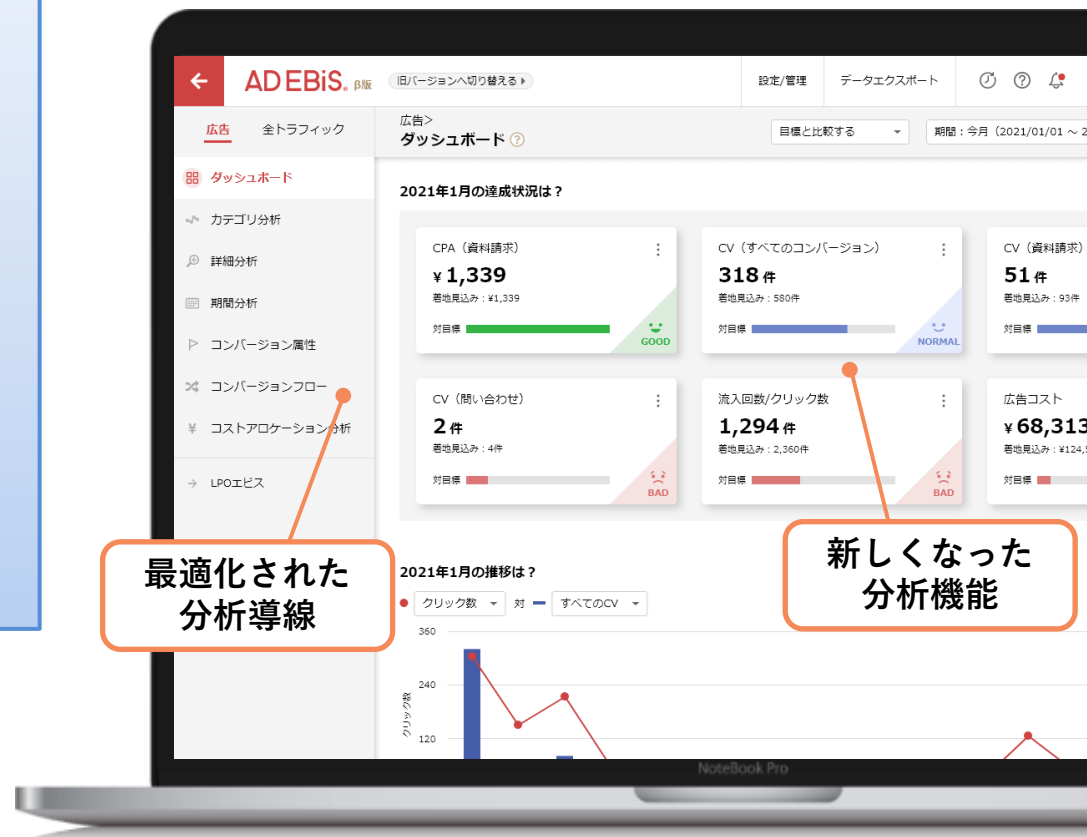 AD EBiS. β版
旧バージョンへ切り替える
設定/管理
データエクスポート
広告
全トラフィック
広告>
ダッシュボード
目標と比較する
期間：今月（2021/01/01 ～ 2
ダッシュボード
カテゴリ分析
詳細分析
期間分析
コンバージョン属性
コンバージョンフロー
コストアロケーション分析
LPOエビス
2021年1月の達成状況は？
CPA（資料請求）
¥ 1,339
着地見込み：¥1,339
対目標
GOOD
CV（すべてのコンバージョン）
318 件
着地見込み：580件
対目標
NORMAL
CV（資料請求）
51 件
着地見込み：93件
対目標
CV（問い合わせ）
2 件
着地見込み：4件
対目標
BAD
流入回数/クリック数
1,294 件
着地見込み：2,360件
対目標
BAD
広告コスト
¥ 68,313
着地見込み：¥124,
対目標
最適化された
分析導線
新しくなった
分析機能
2021年1月の推移は？
クリック数
対
すべてのCV
360
240
120
クリック数
NoteBook Pro